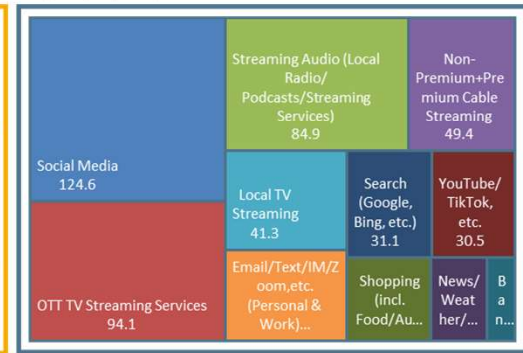 Social Media
124.6
OTT TV Streaming Services
94.1
Streaming Audio (Local
Radio/
Podcasts/Streaming
Services)
84.9
Non-
Premium+Pre
mium Cable
Streaming
49.4
Local TV
Streaming
41.3
Search
(Google,
Bing, etc.)
31.1
YouTube/
TikTok,
etc.
30.5
Email/Text/IM/Z
oom,etc.
(Personal &
Work)...
Shopping
(incl.
Food/Au...
News/
Weat
her/...
B
a
n...